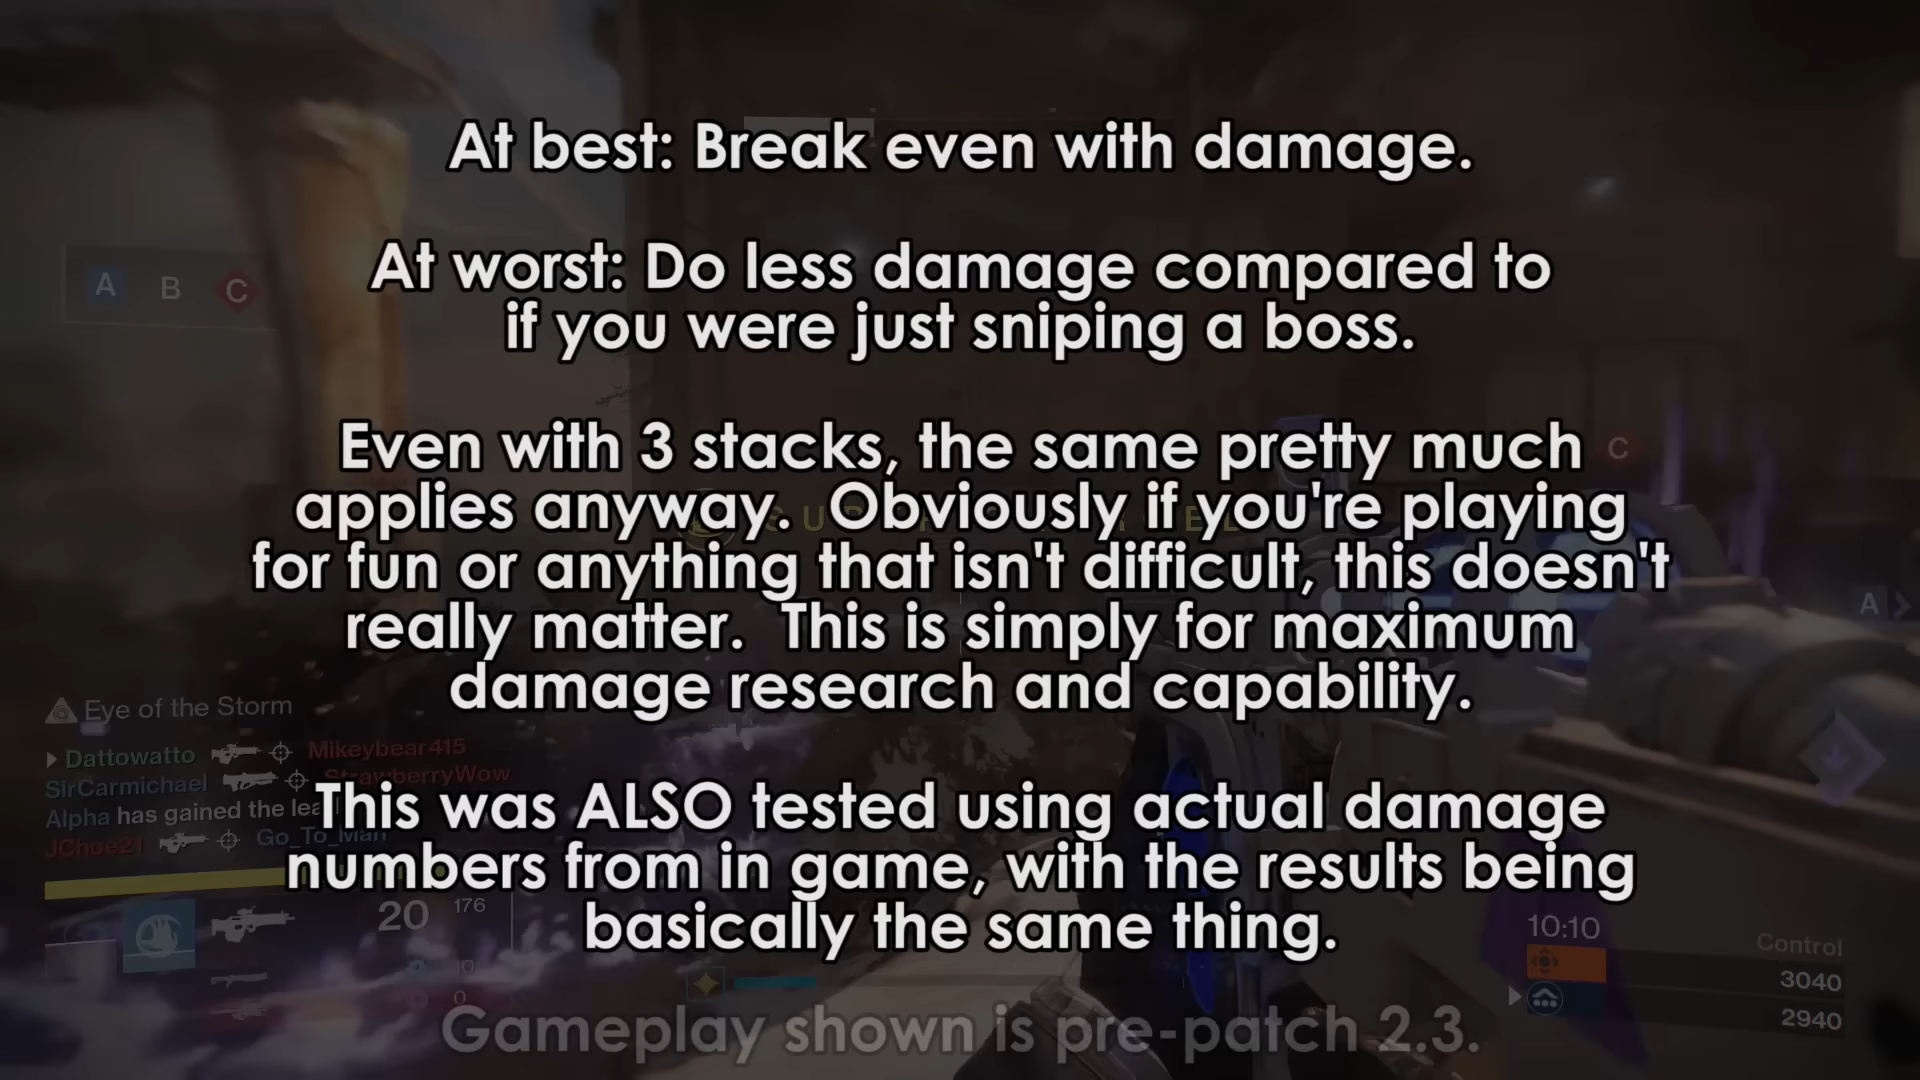 At best: Break even with damage.
At worst: Do less damage compared to
if you were just sniping a boss.
Even with 3 stacks, the same pretty much
applies anyway.  Obviously if you're playing
for fun or anything that isn't difficult, this doesn't
really matter.  This is simply for maximum
damage research and capability.
This was ALSO tested using actual damage
numbers from in game, with the results being
basically the same thing.
Gameplay shown is pre-patch 2.3.
A B C
C
A
Eye of the Storm
Dattowatto Mikeybear415
SirCarmichael StrawberryWow
Alpha has gained the
JChoe21 Go_To_Man
20 176
10
0
10:10
Control
3040
2940